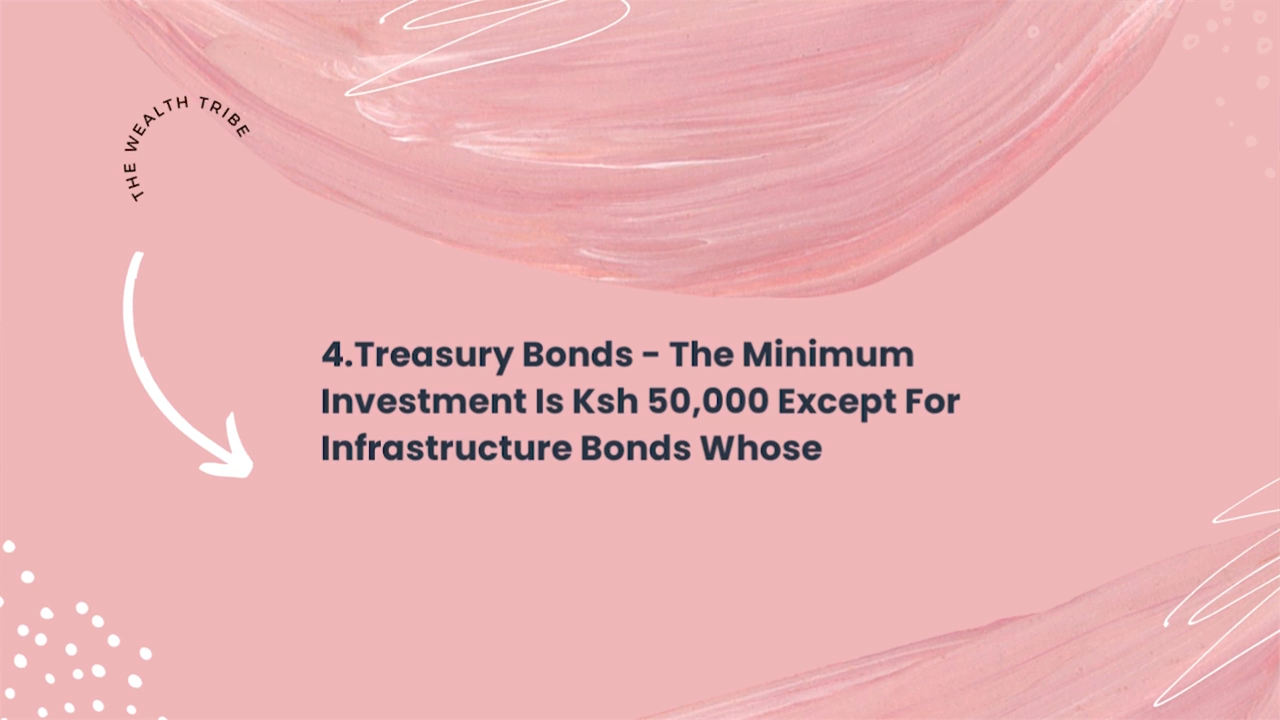 THE WEALTH TRIBE
4.Treasury Bonds - The Minimum
Investment Is Ksh 50,000 Except For
Infrastructure Bonds Whose